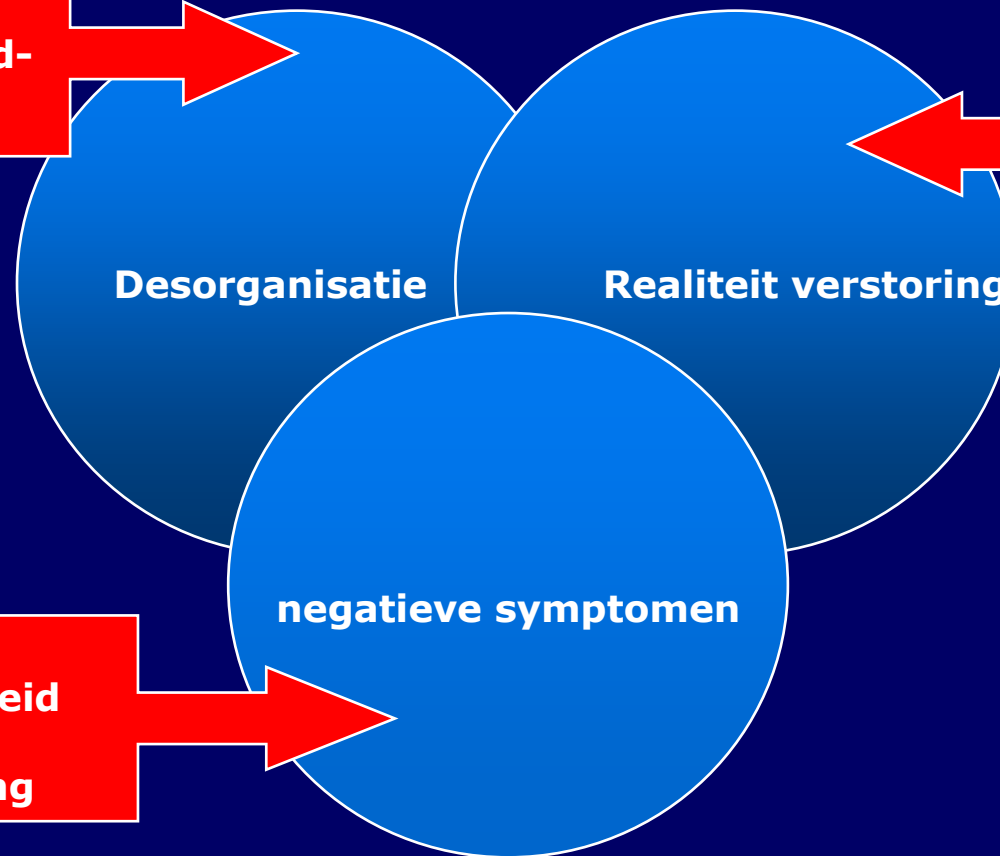 d-
Desorganisatie
Realiteit verstoring
negatieve symptomen
eid
ng